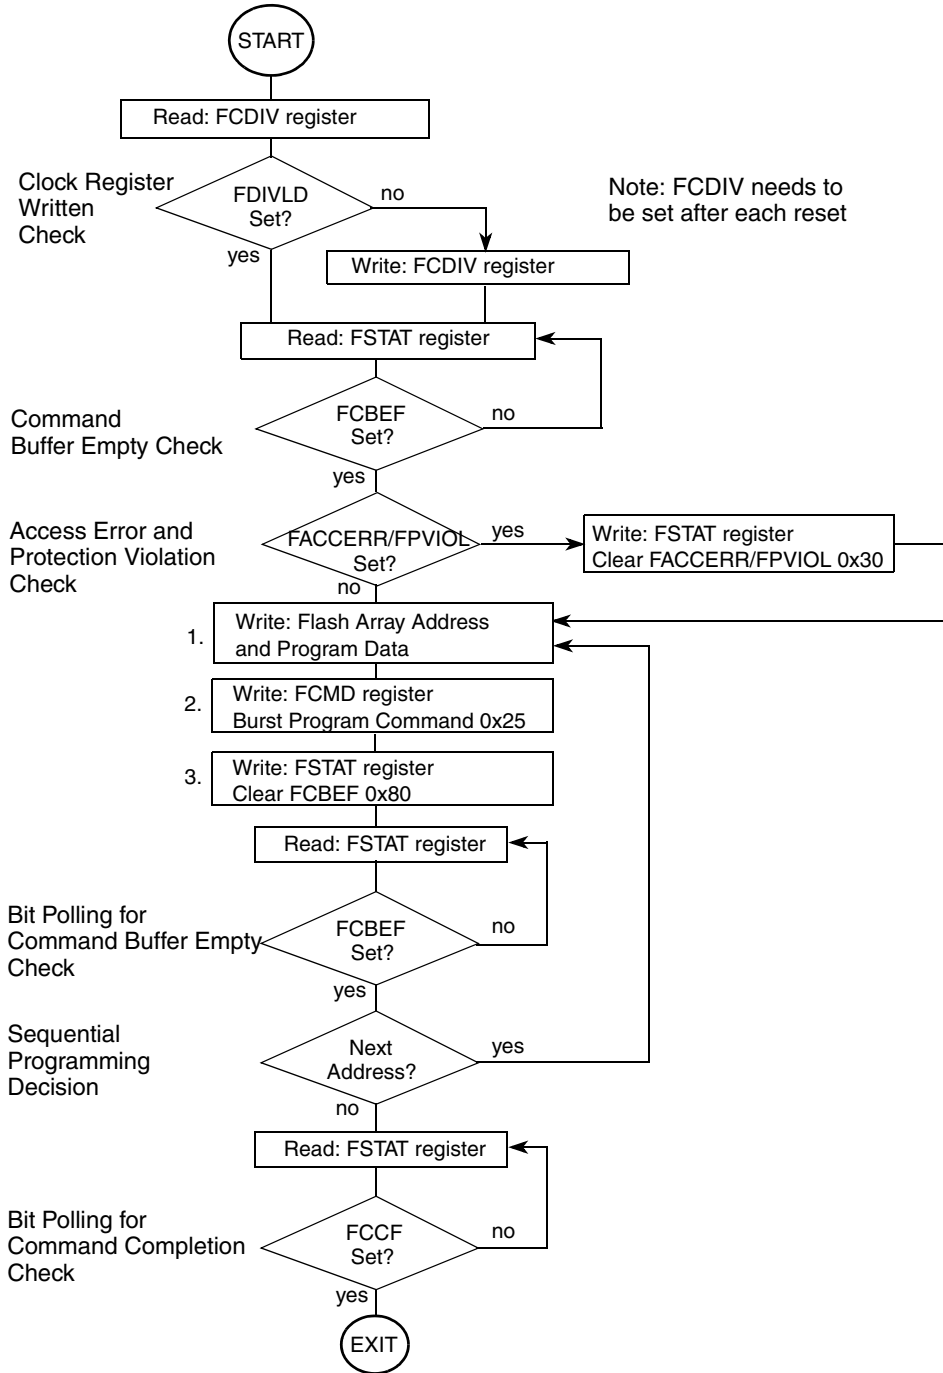 START
Read: FCDIV register
Clock Register
Written
Check
FDIVLD
Set?
no
yes
Note: FCDIV needs to
be set after each reset
Write: FCDIV register
Read: FSTAT register
Command
Buffer Empty Check
FCBEF
Set?
no
yes
Access Error and
Protection Violation
Check
FACCERR/FPVIOL
Set?
yes
no
Write: FSTAT register
Clear FACCERR/FPVIOL 0x30
1.
Write: Flash Array Address
and Program Data
2.
Write: FCMD register
Burst Program Command 0x25
3.
Write: FSTAT register
Clear FCBEF 0x80
Read: FSTAT register
Bit Polling for
Command Buffer Empty
Check
FCBEF
Set?
no
yes
Sequential
Programming
Decision
Next
Address?
yes
no
Read: FSTAT register
Bit Polling for
Command Completion
Check
FCCF
Set?
no
yes
EXIT